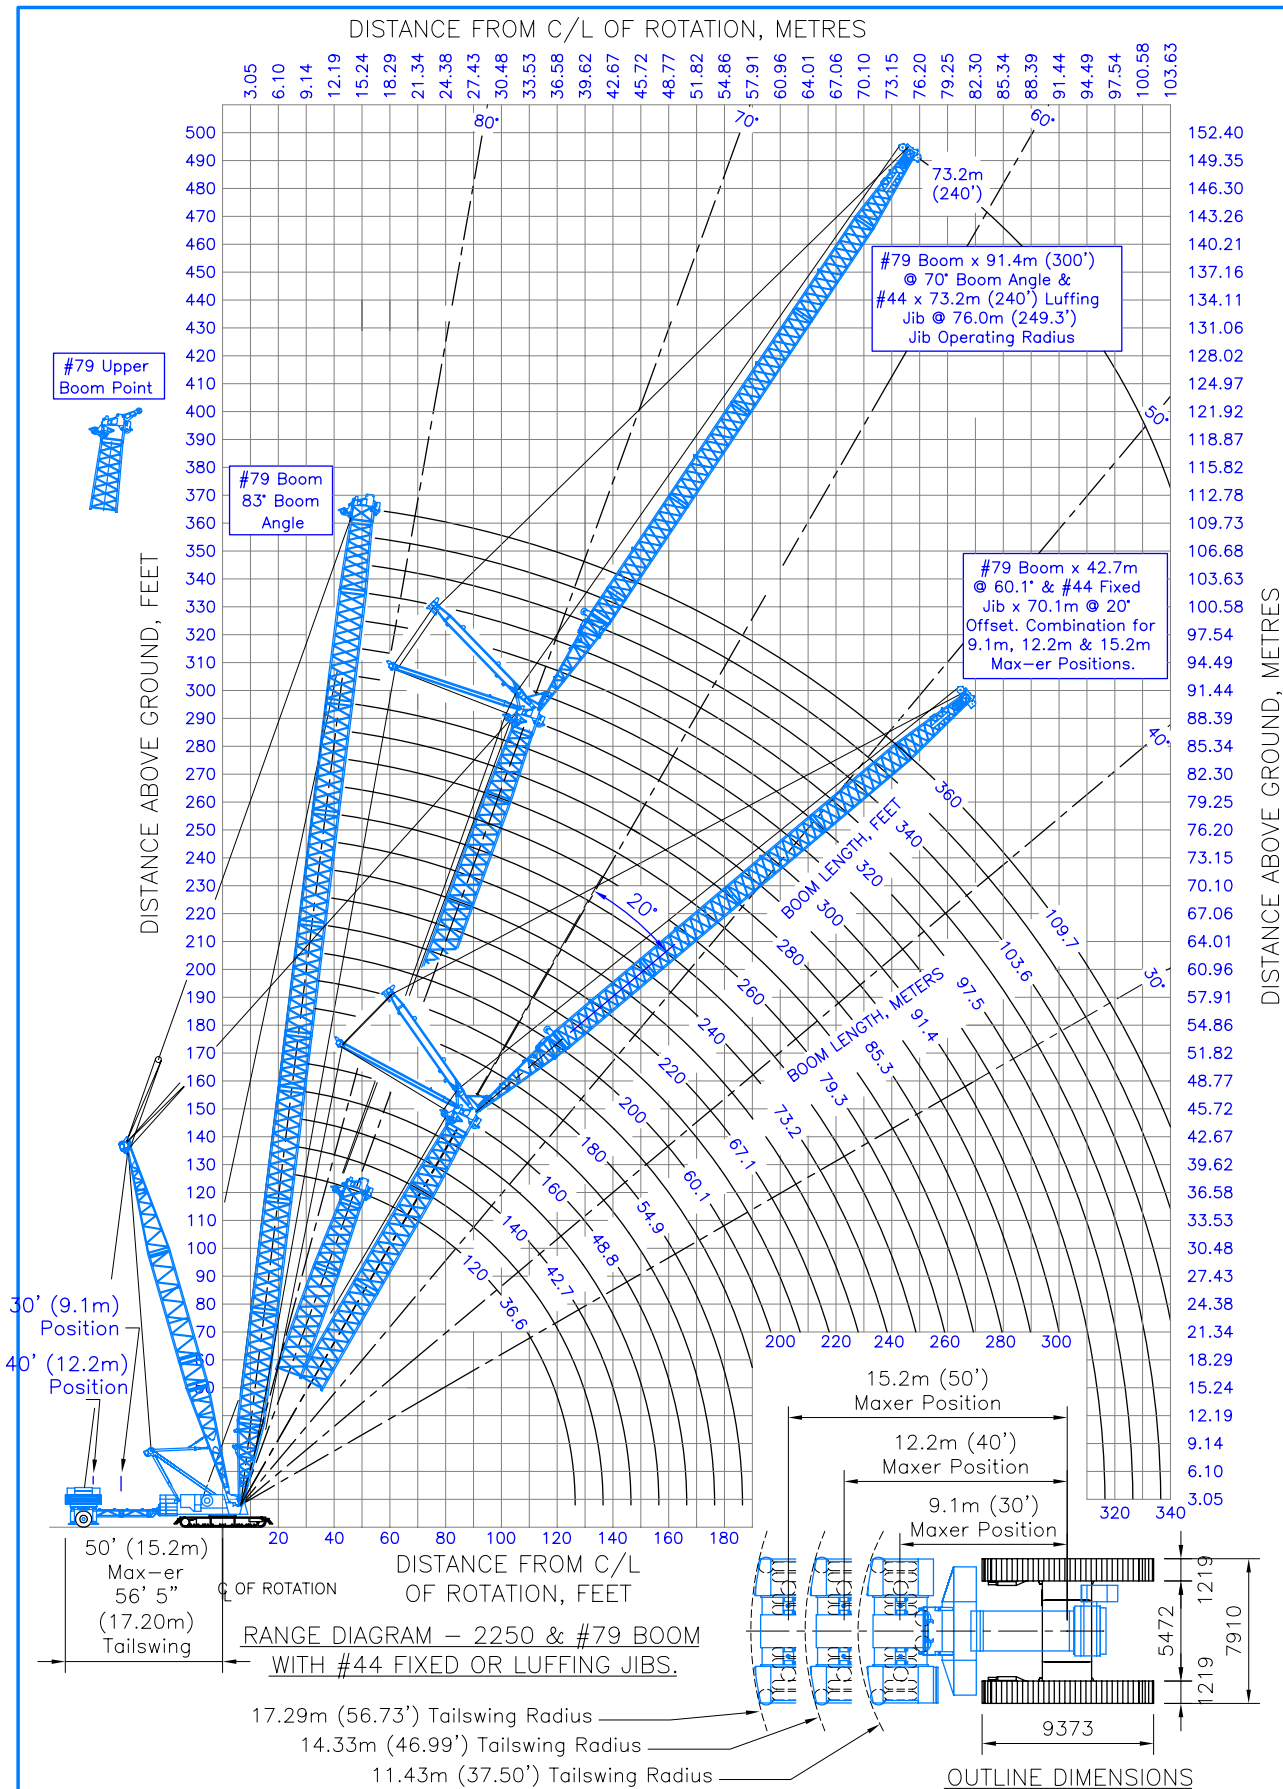 DISTANCE FROM C/L OF ROTATION, METRES
3.05 6.10 9.14 12.19 15.24 18.29 21.34 24.38 27.43 30.48 33.53 36.58 39.62 42.67 45.72 48.77 51.82 54.86 57.91 60.96 64.01 67.06 70.10 73.15 76.20 79.25 82.30 85.34 88.39 91.44 94.49 97.54 100.58 103.63
80° 70° 60°
500 152.40
490 149.35
480 146.30
470 143.26
460 140.21
450 137.16
440 134.11
430 131.06
420 128.02
410 124.97
400 121.92
390 118.87
380 115.82
370 112.78
360 109.73
350 106.68
340 103.63
330 100.58
320 97.54
310 94.49
300 91.44
290 88.39
280 85.34
270 82.30
260 79.25
250 76.20
240 73.15
230 70.10
220 67.06
210 64.01
200 60.96
190 57.91
180 54.86
170 51.82
160 48.77
150 45.72
140 42.67
130 39.62
120 36.58
110 33.53
100 30.48
90 27.43
80 24.38
70 21.34
60 18.29
50 15.24
12.19
9.14
6.10
3.05
73.2m
(240')
#79 Boom x 91.4m (300')
@ 70° Boom Angle &
#44 x 73.2m (240') Luffing
Jib @ 76.0m (249.3')
Jib Operating Radius
#79 Upper
Boom Point
50°
#79 Boom
83° Boom
Angle
DISTANCE ABOVE GROUND, FEET
#79 Boom x 42.7m
@ 60.1° & #44 Fixed
Jib x 70.1m @ 20°
Offset. Combination for
9.1m, 12.2m & 15.2m
Max-er Positions.
DISTANCE ABOVE GROUND, METRES
40°
30°
20°
BOOM LENGTH, FEET
120 140 160 180 200 220 240 260 280 300 320 340 360
BOOM LENGTH, METERS
36.6 42.7 48.8 54.9 60.1 67.1 73.2 79.3 85.3 91.4 97.5 103.6 109.7
30' (9.1m)
Position
40' (12.2m)
Position
200 220 240 260 280 300
320 340
20 40 60 80 100 120 140 160 180
DISTANCE FROM C/L
OF ROTATION, FEET
50' (15.2m)
Max-er
56' 5"
(17.20m)
Tailswing
℄ OF ROTATION
RANGE DIAGRAM - 2250 & #79 BOOM
WITH #44 FIXED OR LUFFING JIBS.
15.2m (50')
Maxer Position
12.2m (40')
Maxer Position
9.1m (30')
Maxer Position
1219
5472
7910
1219
9373
17.29m (56.73') Tailswing Radius
14.33m (46.99') Tailswing Radius
11.43m (37.50') Tailswing Radius
OUTLINE DIMENSIONS